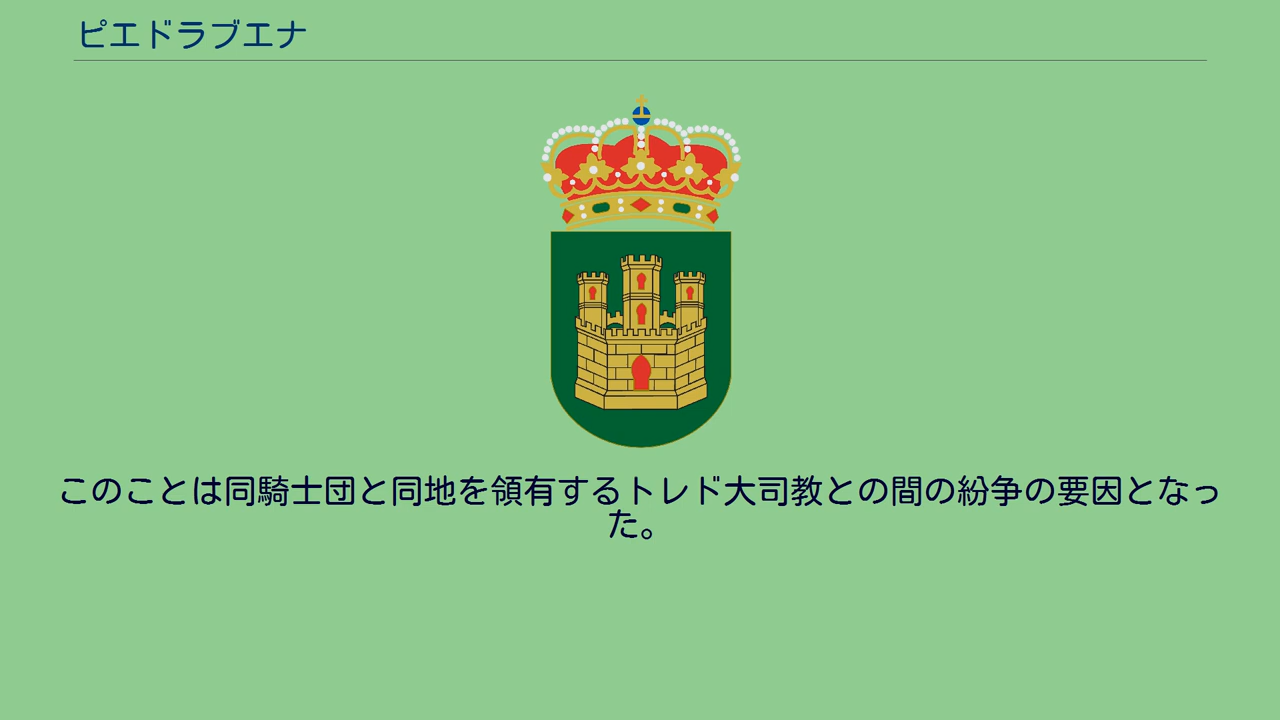 ピエドラブエナ
このことは同騎士団と同地を領有するトレド大司教との間の紛争の要因となっ
た。